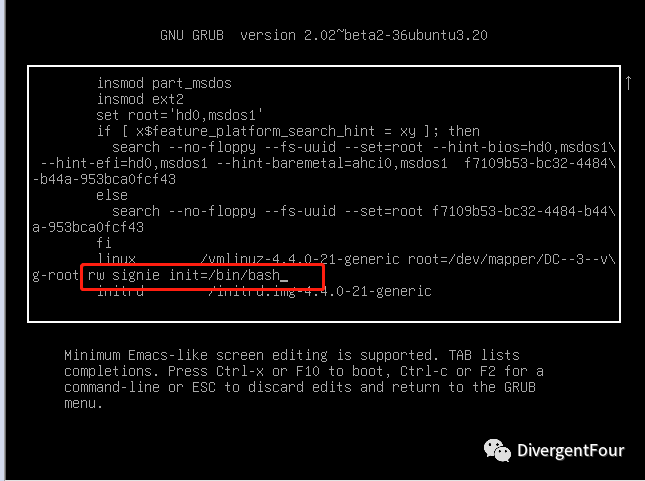 GNU GRUB version 2.02~beta2-36ubuntu3.20
insmod part_msdos
insmod ext2
set root='hd0,msdos1'
if [ x$feature_platform_search_hint = xy ]; then
search --no-floppy --fs-uuid --set=root --hint-bios=hd0,msdos1\
--hint-efi=hd0,msdos1 --hint-baremetal=ahci0,msdos1 f7109b53-bc32-4484\
-b44a-953bca0fcf43
else
search --no-floppy --fs-uuid --set=root f7109b53-bc32-4484-b44\
a-953bca0fcf43
fi
linux /vmlinuz-4.4.0-21-generic root=/dev/mapper/DC--3--v\
g-root rw signie init=/bin/bash_
initrd /initrd.img-4.4.0-21-generic
Minimum Emacs-like screen editing is supported. TAB lists
completions. Press Ctrl-x or F10 to boot, Ctrl-c or F2 for a
command-line or ESC to discard edits and return to the GRUB
menu.
DivergentFour